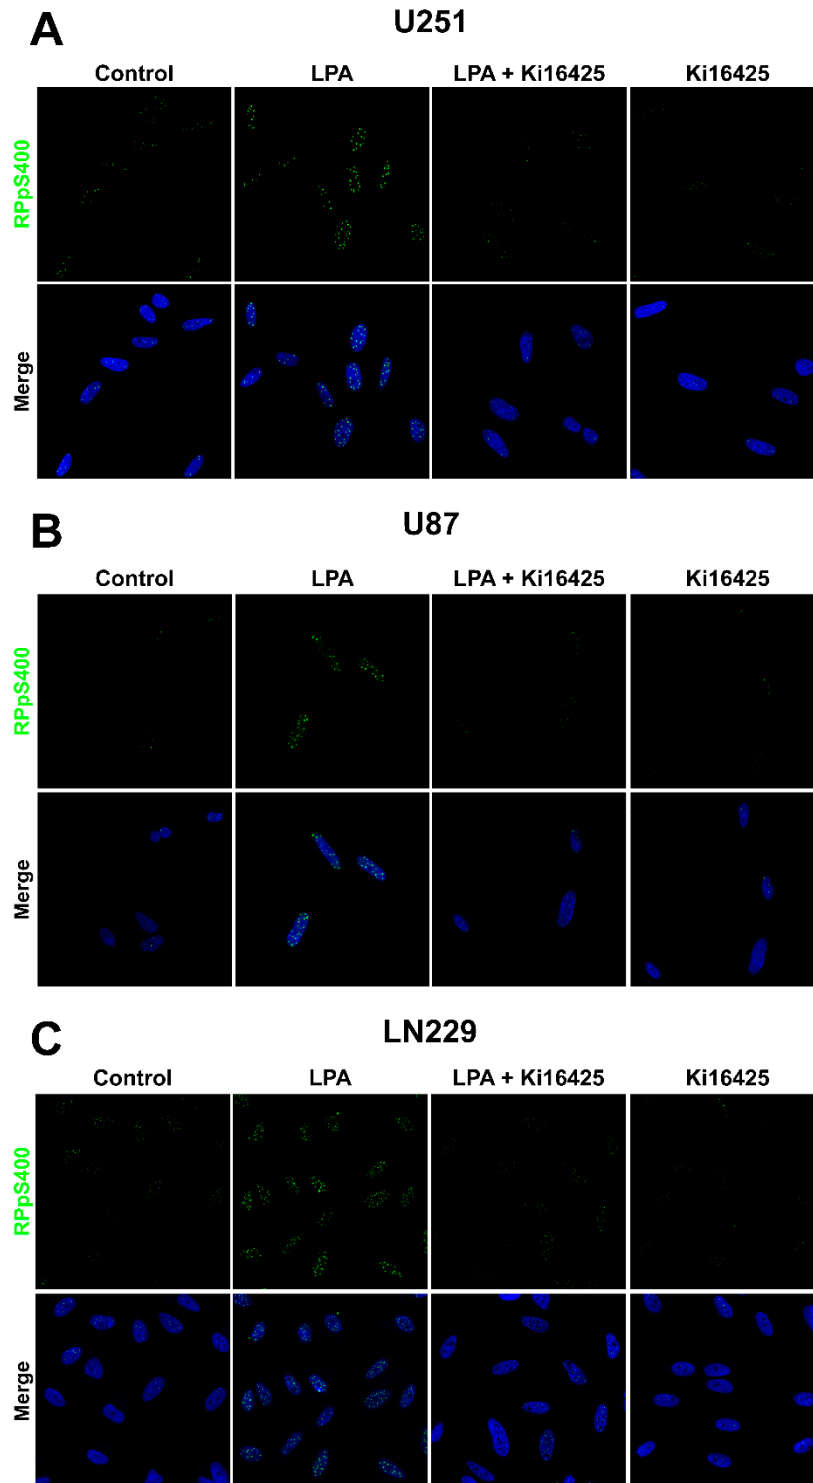 A
U251
Control LPA LPA + Ki16425 Ki16425
RPpS400
Merge
B
U87
Control LPA LPA + Ki16425 Ki16425
RPpS400
Merge
C
LN229
Control LPA LPA + Ki16425 Ki16425
RPpS400
Merge